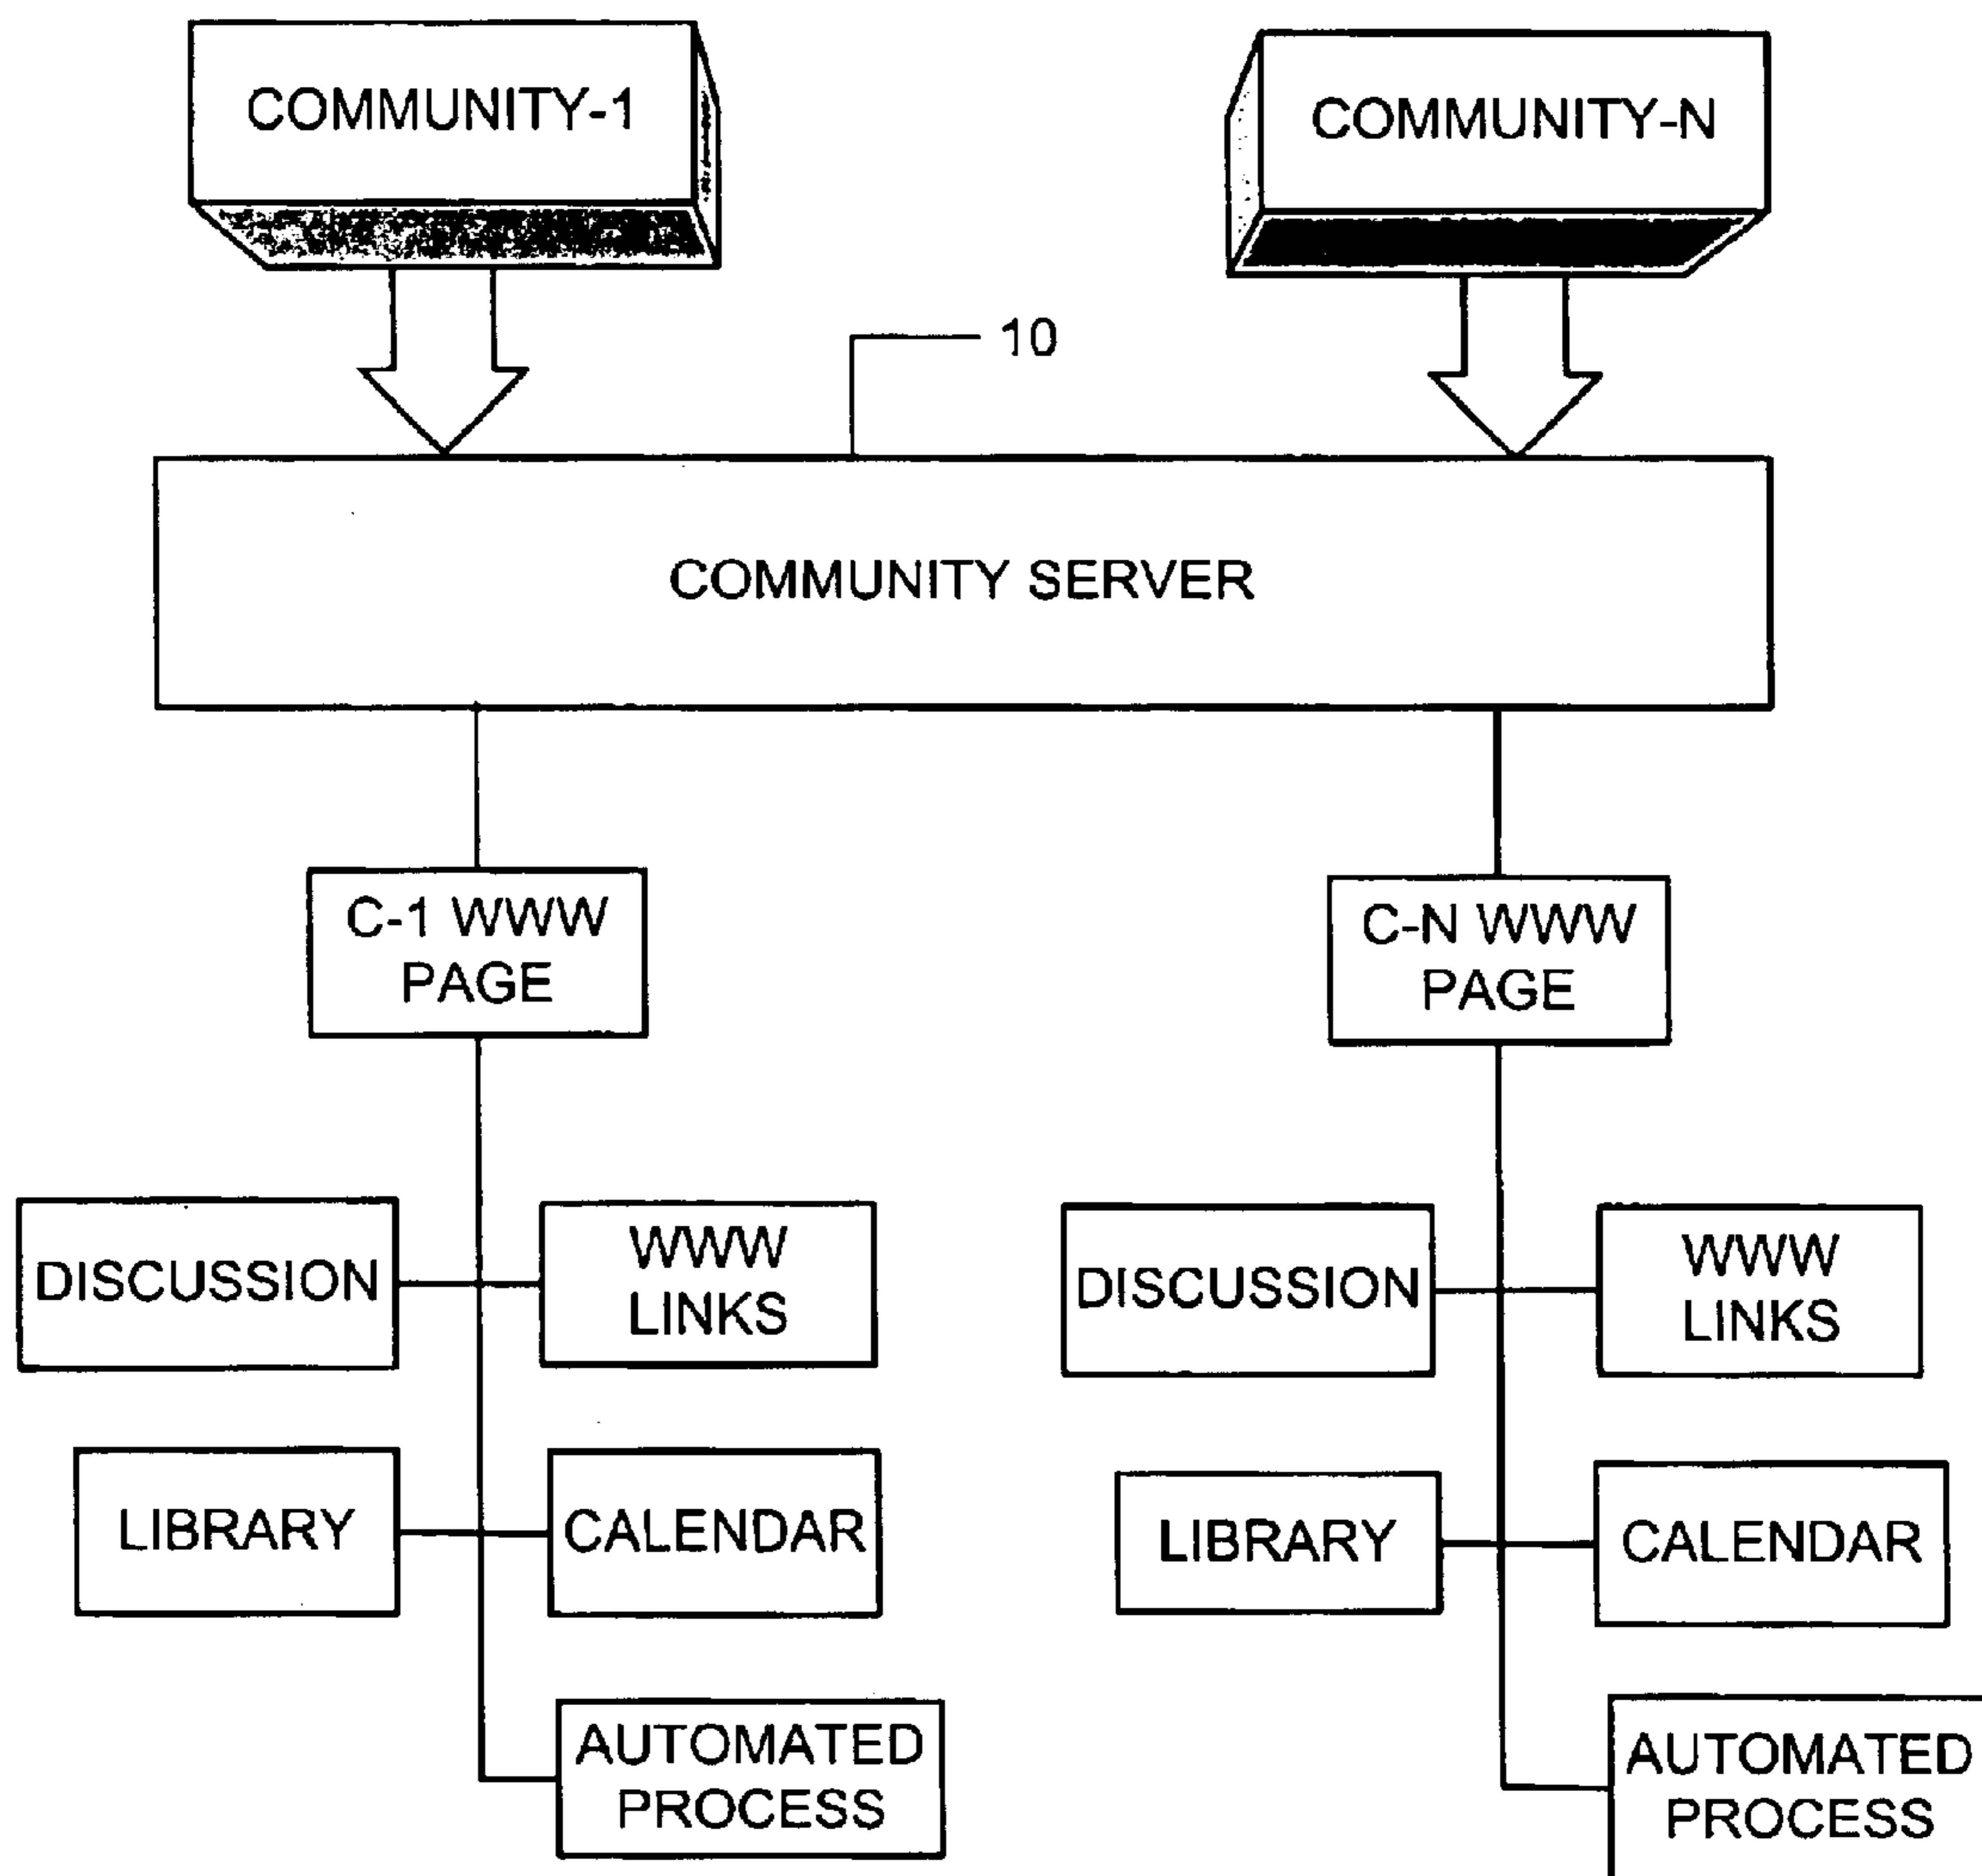 COMMUNITY-1
COMMUNITY-N
10
COMMUNITY SERVER
C-1 WWW
PAGE
C-N WWW
PAGE
DISCUSSION
WWW
LINKS
DISCUSSION
WWW
LINKS
LIBRARY
CALENDAR
LIBRARY
CALENDAR
AUTOMATED
PROCESS
AUTOMATED
PROCESS